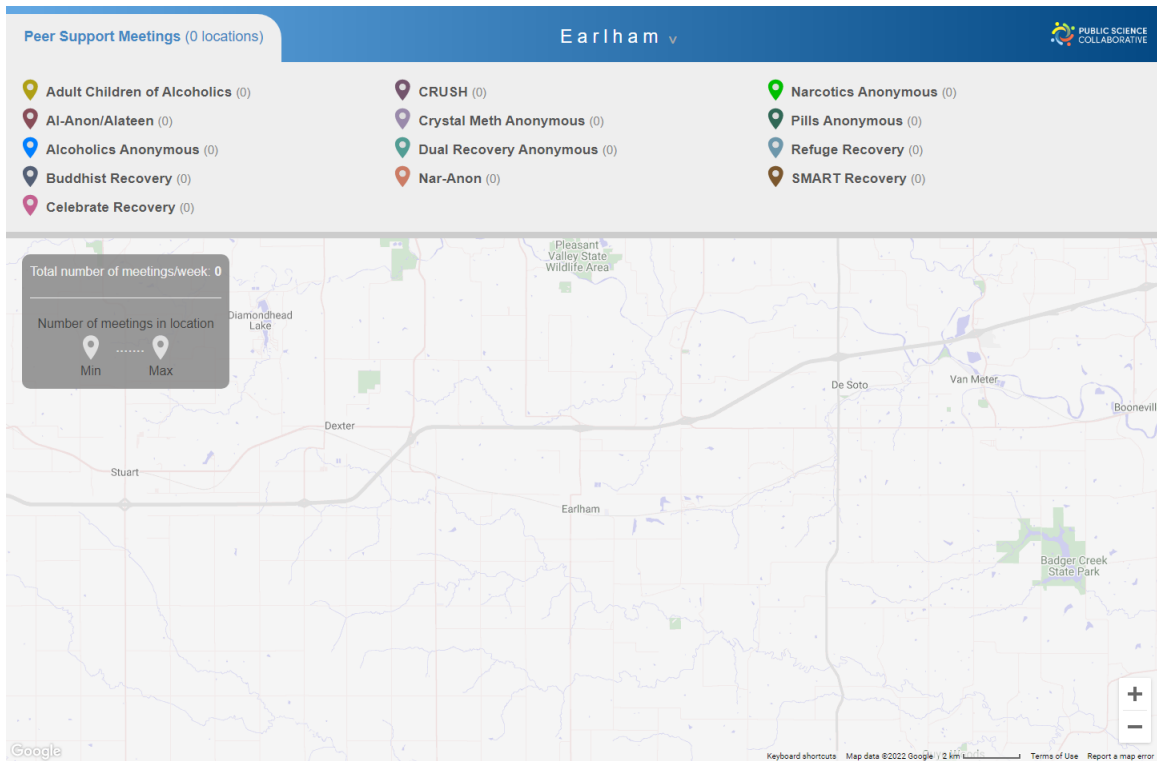 Peer Support Meetings (0 locations)
Earlham v
PUBLIC SCIENCE
COLLABORATIVE
Adult Children of Alcoholics (0)
Al-Anon/Alateen (0)
Alcoholics Anonymous (0)
Buddhist Recovery (0)
Celebrate Recovery (0)
CRUSH (0)
Crystal Meth Anonymous (0)
Dual Recovery Anonymous (0)
Nar-Anon (0)
Narcotics Anonymous (0)
Pills Anonymous (0)
Refuge Recovery (0)
SMART Recovery (0)
Total number of meetings/week: 0
Number of meetings in location
Min
Max
Pleasant
Valley State
Wildlife Area
Diamondhead
Lake
De Soto
Van Meter
Boonevill
Dexter
Stuart
Earlham
Badger Creek
State Park
+
−
Google
Keyboard shortcuts
Map data ©2022 Google
2 km
Terms of Use
Report a map error